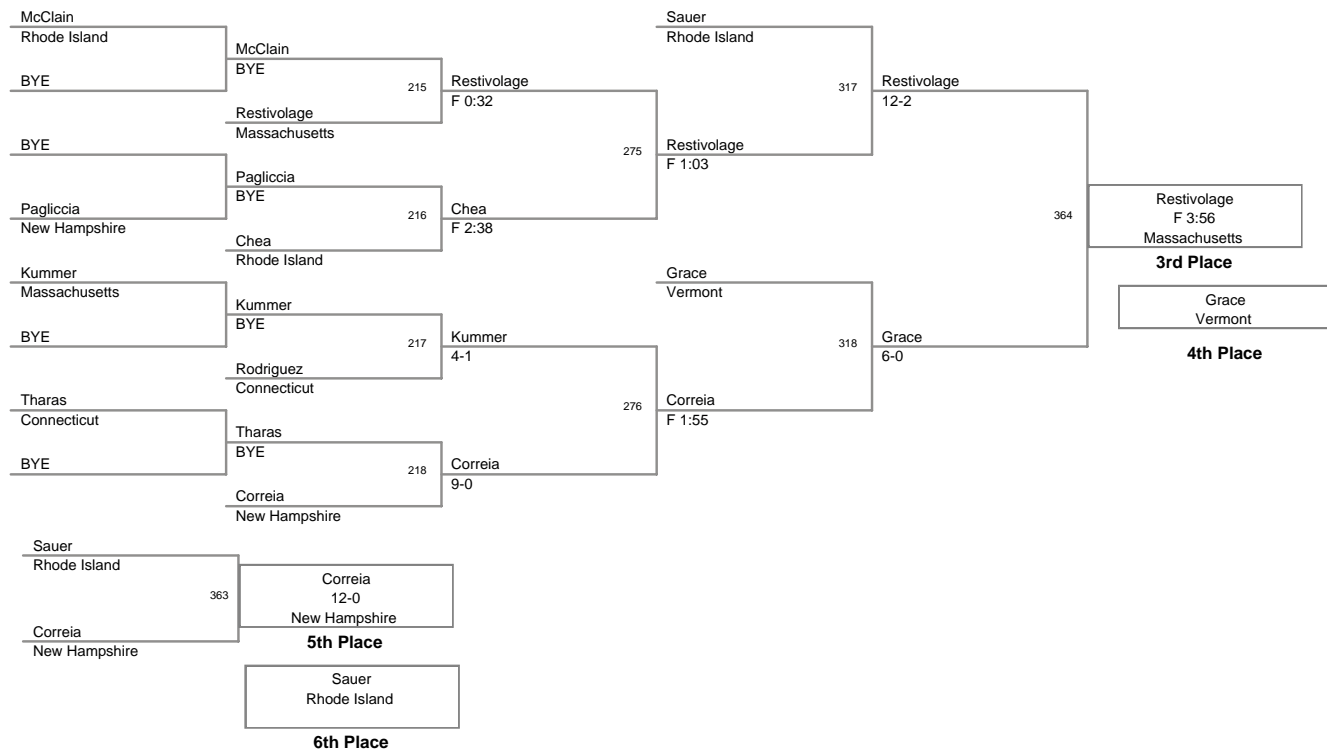 McClain
Rhode Island
BYE
McClain
BYE
215
Restivolage
Massachusetts
Restivolage
F 0:32
BYE
Pagliccia
New Hampshire
Pagliccia
BYE
216
Chea
Rhode Island
Chea
F 2:38
275
Restivolage
F 1:03
Sauer
Rhode Island
317
Restivolage
12-2
Kummer
Massachusetts
BYE
Kummer
BYE
217
Rodriguez
Connecticut
Kummer
4-1
Tharas
Connecticut
BYE
Tharas
BYE
218
Correia
New Hampshire
Correia
9-0
276
Correia
F 1:55
Grace
Vermont
318
Grace
6-0
364
Restivolage
F 3:56
Massachusetts
3rd Place
Grace
Vermont
4th Place
Sauer
Rhode Island
363
Correia
New Hampshire
Correia
12-0
New Hampshire
5th Place
Sauer
Rhode Island
6th Place